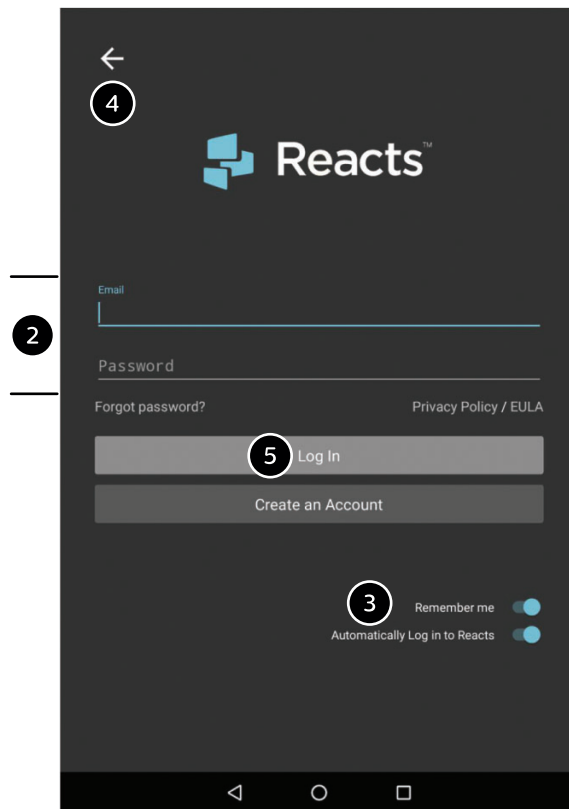 4
Reacts™
Email
2
Password
Forgot password? Privacy Policy / EULA
5 Log In
Create an Account
3 Remember me
Automatically Log in to Reacts